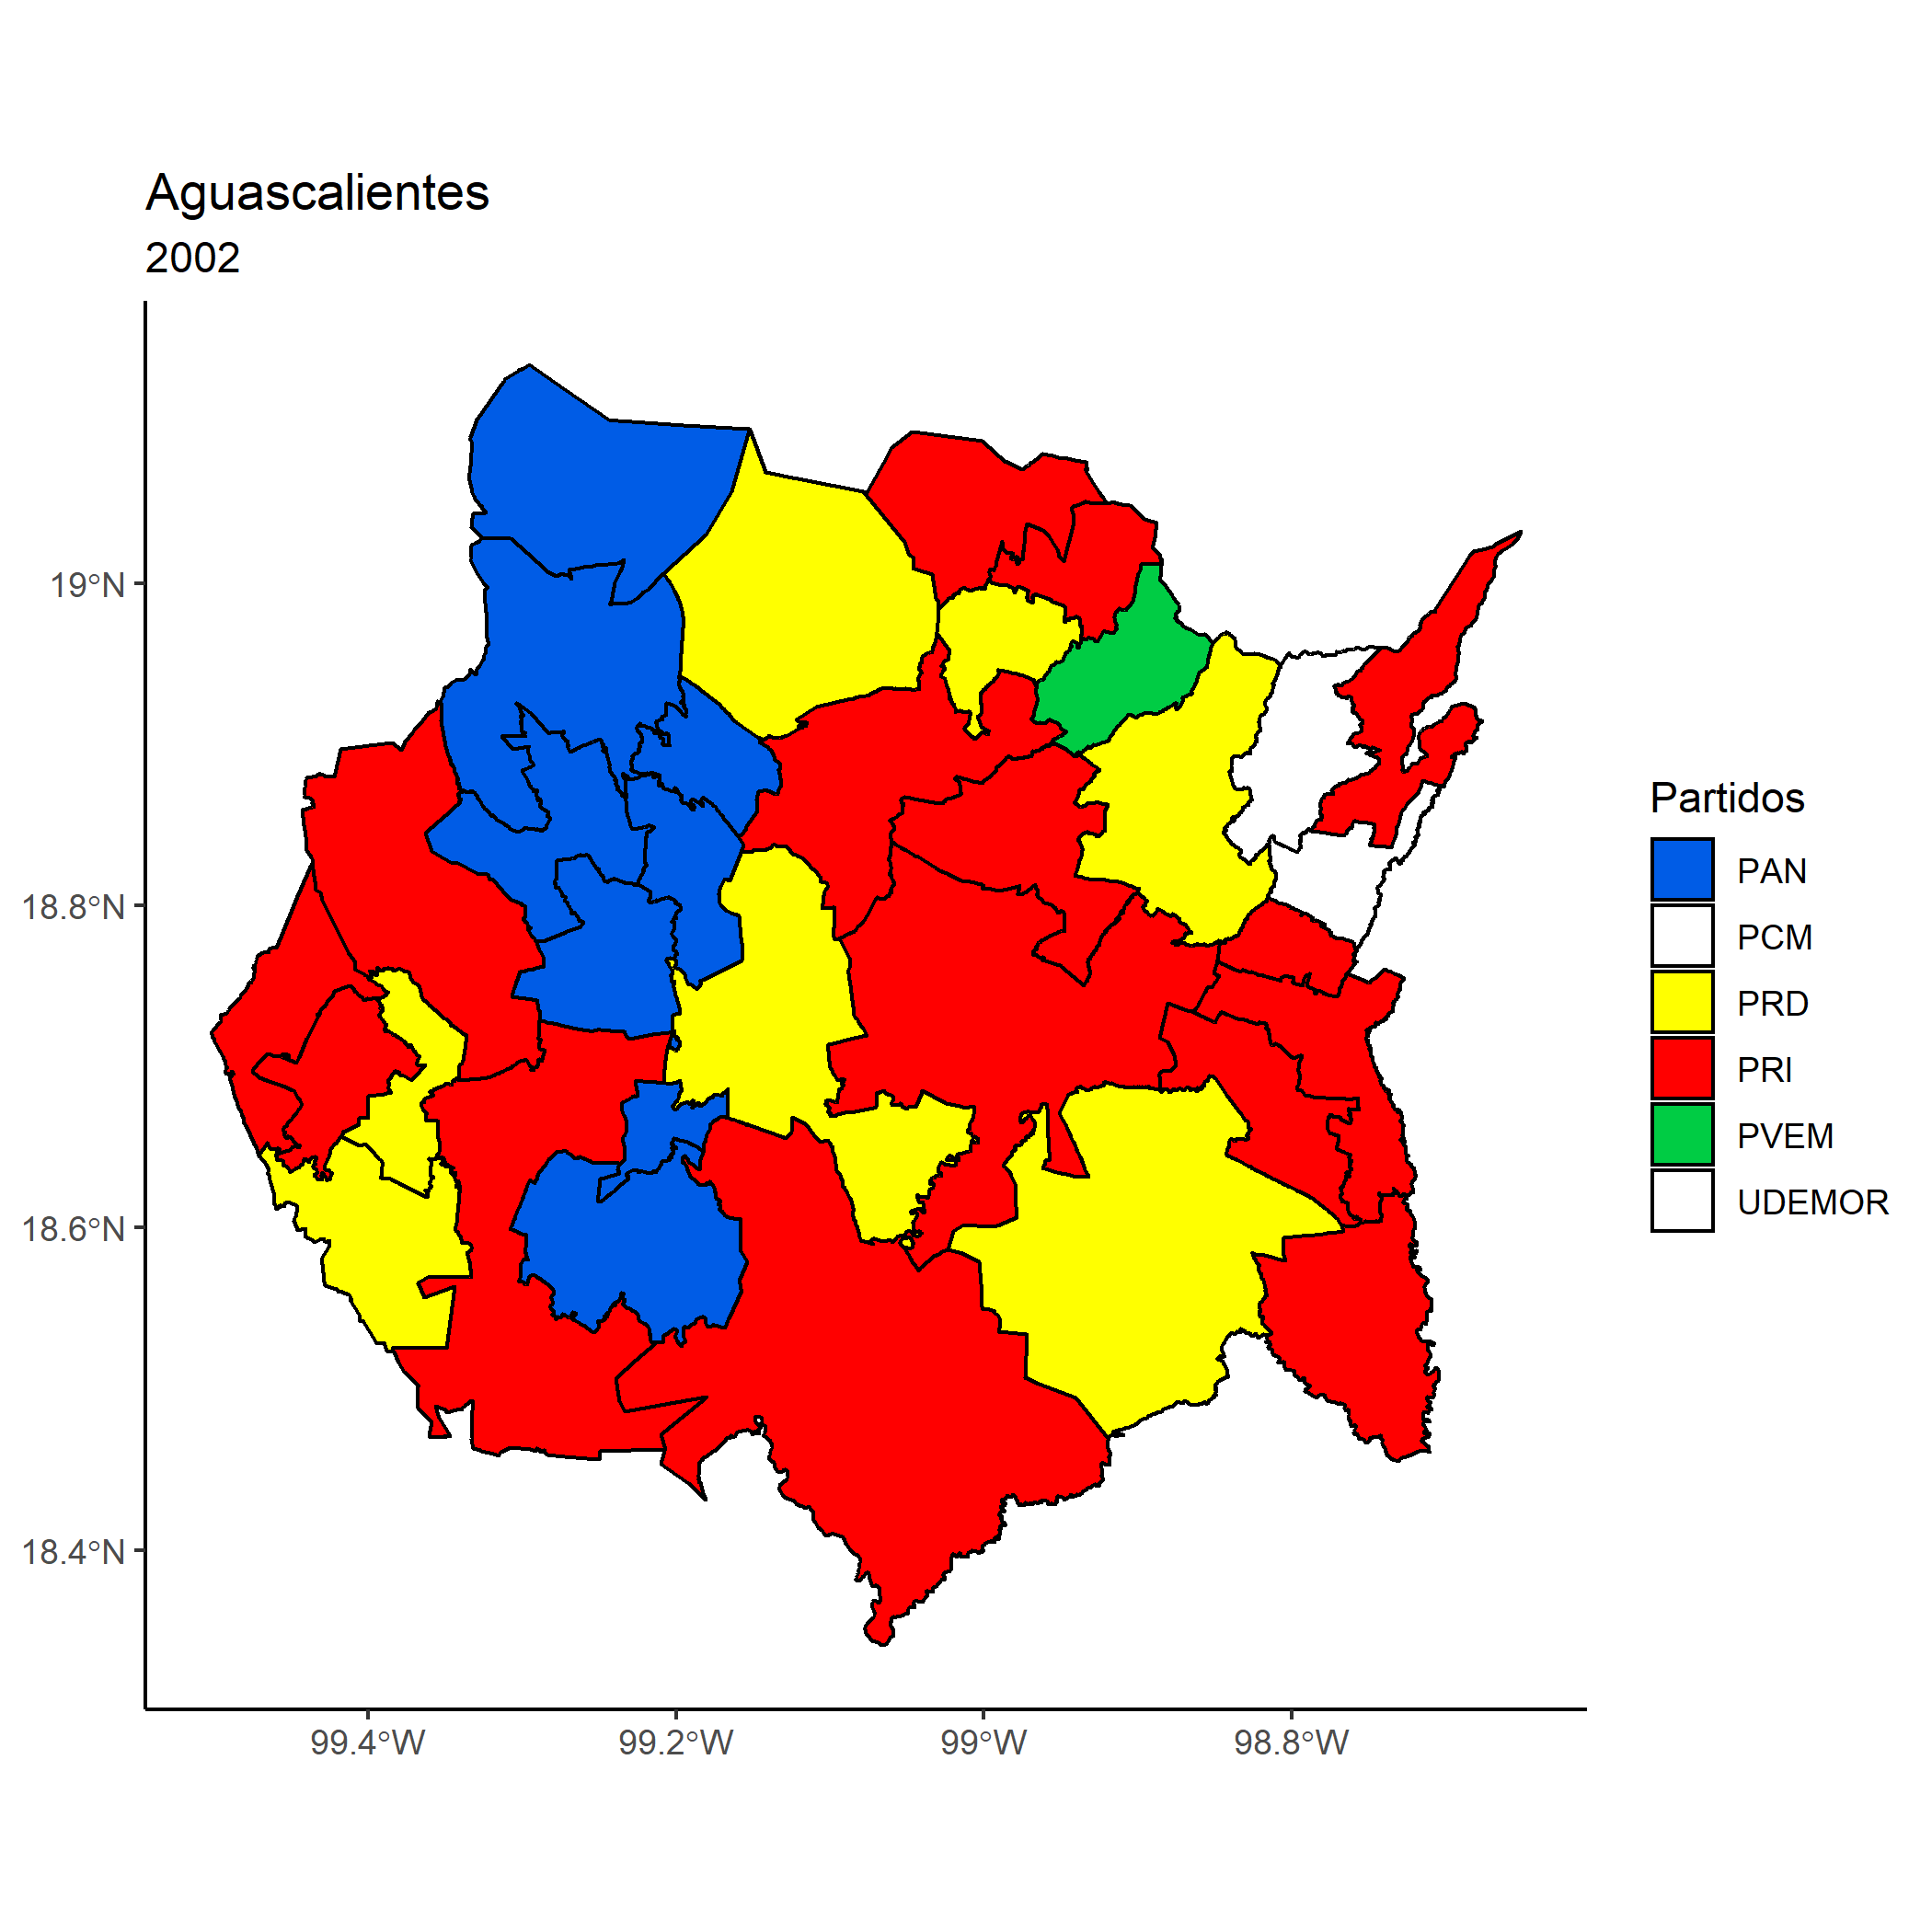 Aguascalientes
2002
19°N
18.8°N
18.6°N
18.4°N
99.4°W
99.2°W
99°W
98.8°W
Partidos
PAN
PCM
PRD
PRI
PVEM
UDEMOR